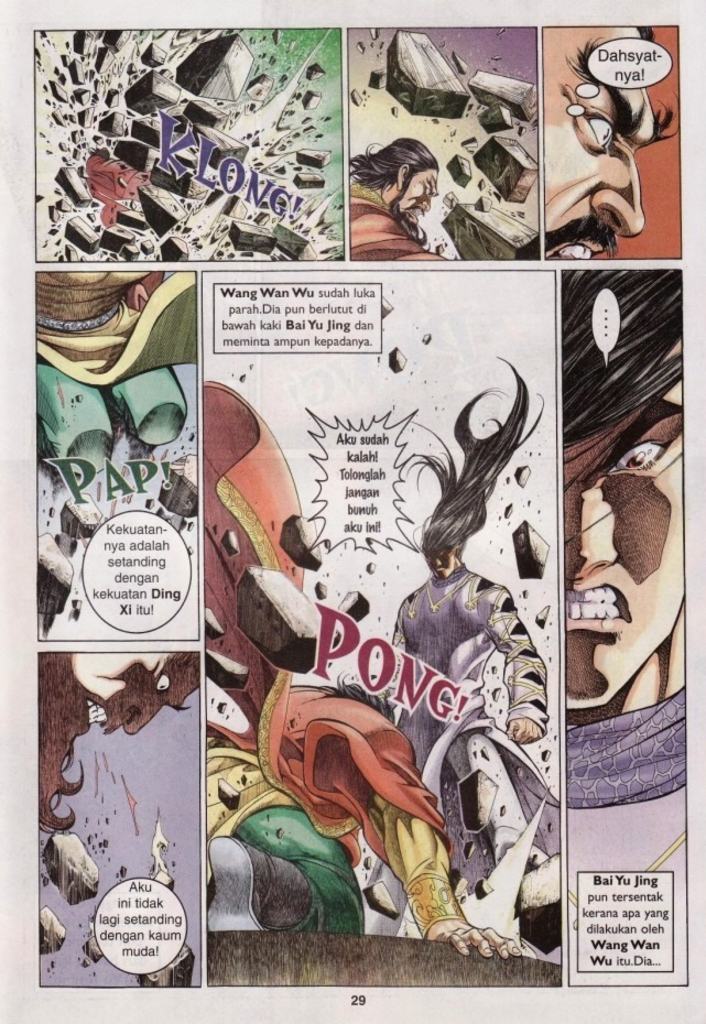 KLONG!
Dahsyat-
nya!
PAP!
Kekuatan-
nya adalah
setanding
dengan
kekuatan Ding
Xi itu!
Wang Wan Wu sudah luka
parah.Dia pun berlutut di
bawah kaki Bai Yu Jing dan
meminta ampun kepadanya.
Aku sudah
kalah!
Tolonglah
jangan
bunuh
aku ini!
PONG!
...
Aku
ini tidak
lagi setanding
dengan kaum
muda!
Bai Yu Jing
pun tersentak
kerana apa yang
dilakukan oleh
Wang Wan
Wu itu.Dia...
29